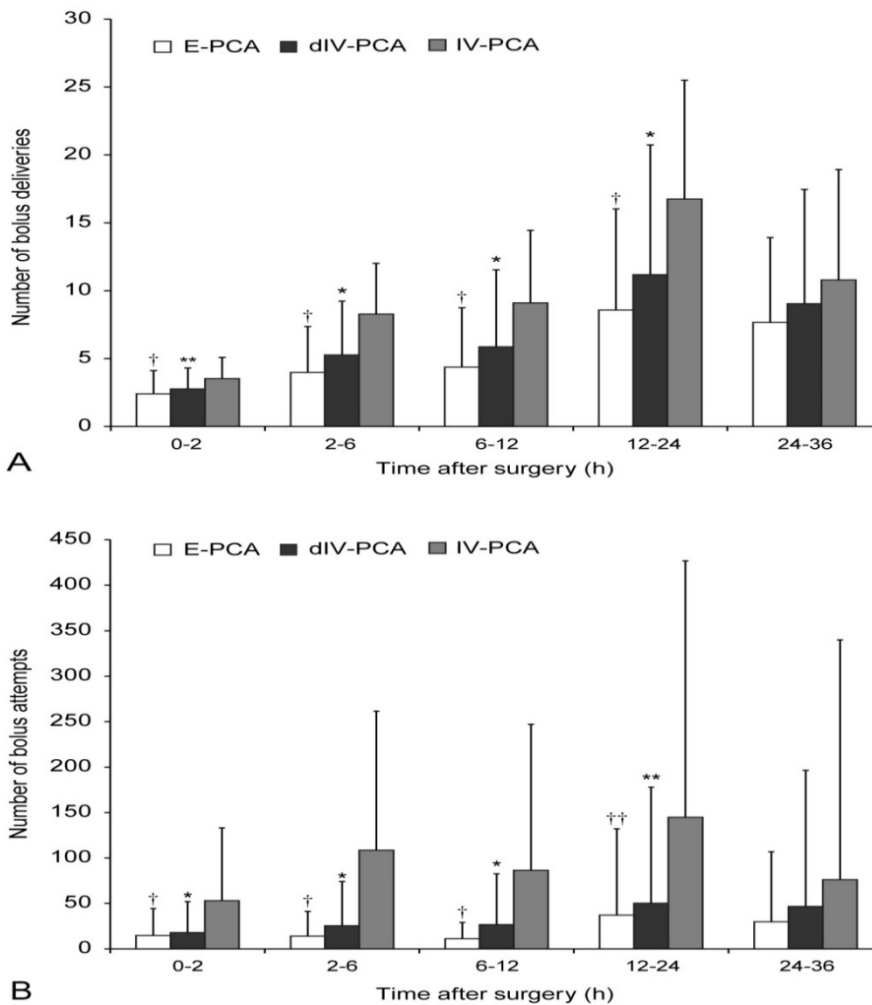 30
E-PCA dIV-PCA IV-PCA
25
20
15
10
5
0
Number of bolus deliveries
† ** † * † * † *
0-2 2-6 6-12 12-24 24-36
Time after surgery (h)
A
450
E-PCA dIV-PCA IV-PCA
400
350
300
250
200
150
100
50
0
Number of bolus attempts
† * † * † * †† **
0-2 2-6 6-12 12-24 24-36
Time after surgery (h)
B